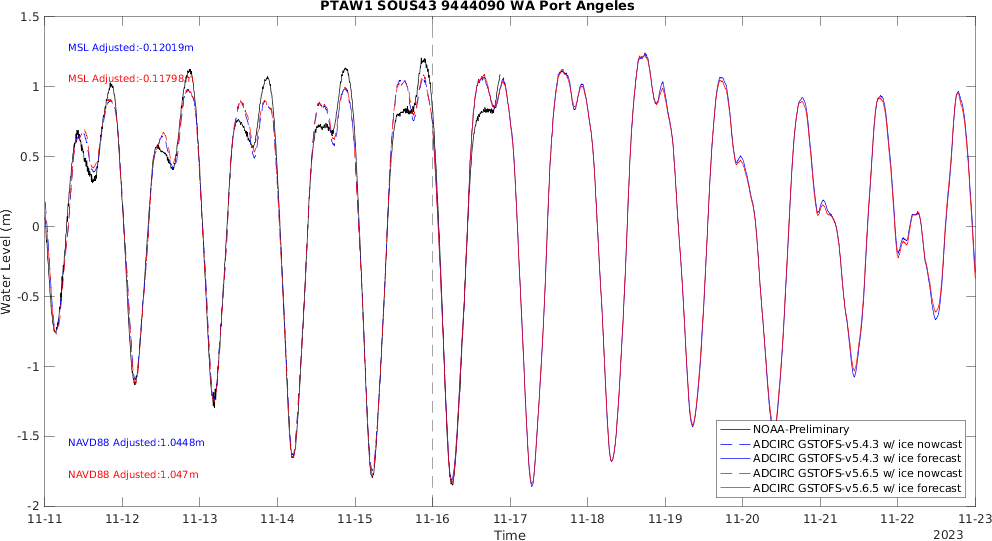 PTAW1 SOUS43 9444090 WA Port Angeles
1.5
1
0.5
0
-0.5
-1
-1.5
-2
Water Level (m)
MSL Adjusted:-0.12019m
MSL Adjusted:-0.11798m
NAVD88 Adjusted:1.0448m
NAVD88 Adjusted:1.047m
NOAA-Preliminary
ADCIRC GSTOFS-v5.4.3 w/ ice nowcast
ADCIRC GSTOFS-v5.4.3 w/ ice forecast
ADCIRC GSTOFS-v5.6.5 w/ ice nowcast
ADCIRC GSTOFS-v5.6.5 w/ ice forecast
11-11 11-12 11-13 11-14 11-15 11-16 11-17 11-18 11-19 11-20 11-21 11-22 11-23
Time
2023